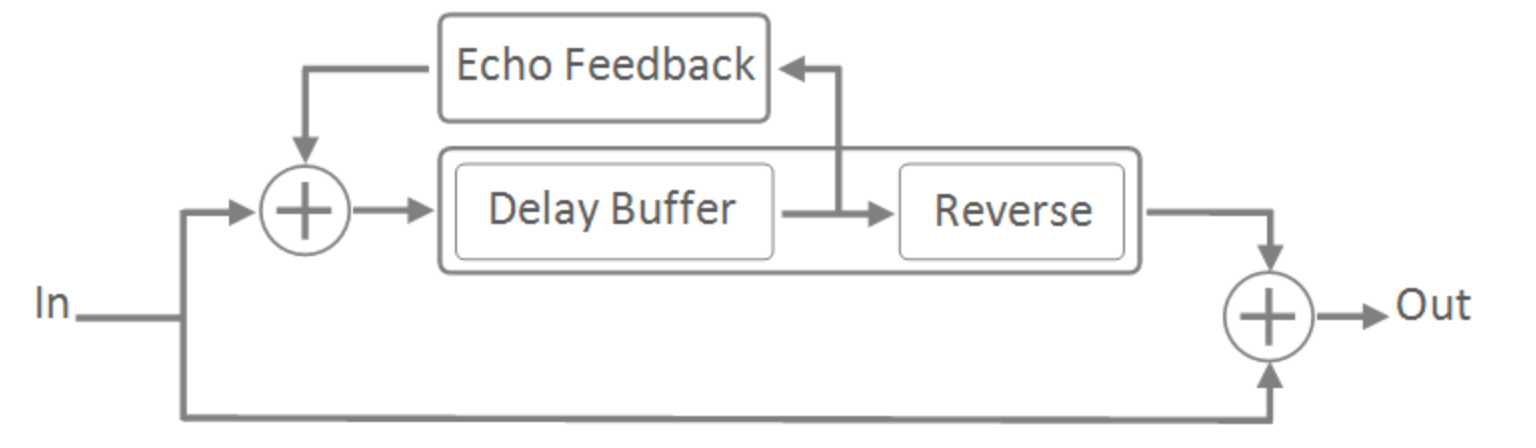 Echo Feedback
Delay Buffer
Reverse
In
Out